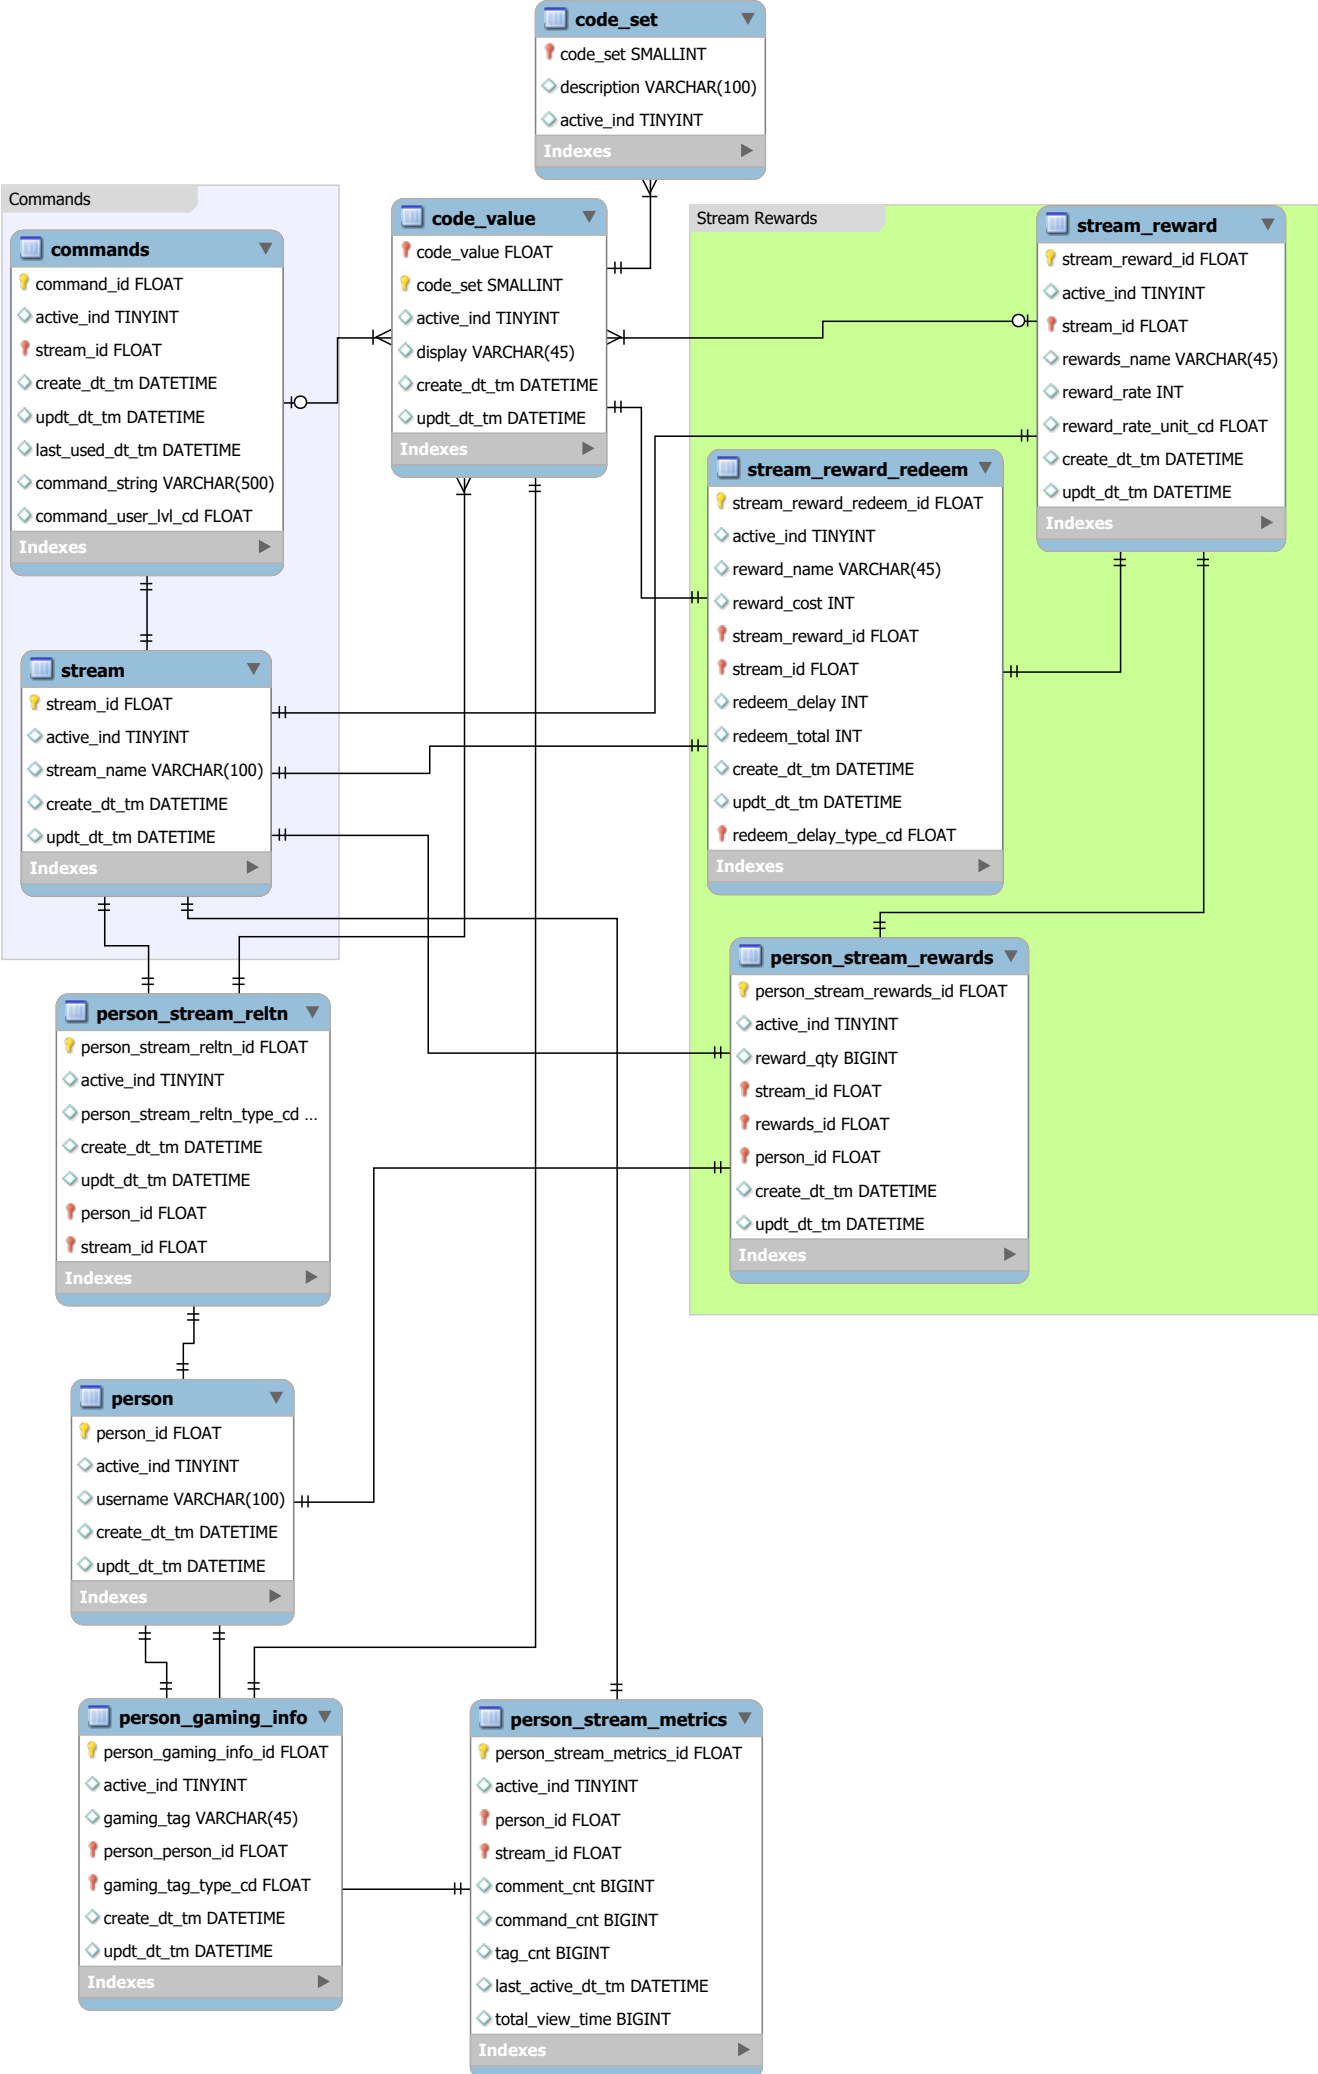 code_set
code_set SMALLINT
description VARCHAR(100)
active_ind TINYINT
Indexes
Commands
commands
command_id FLOAT
active_ind TINYINT
stream_id FLOAT
create_dt_tm DATETIME
updt_dt_tm DATETIME
last_used_dt_tm DATETIME
command_string VARCHAR(500)
command_user_lvl_cd FLOAT
Indexes
code_value
code_value FLOAT
code_set SMALLINT
active_ind TINYINT
display VARCHAR(45)
create_dt_tm DATETIME
updt_dt_tm DATETIME
Indexes
Stream Rewards
stream_reward
stream_reward_id FLOAT
active_ind TINYINT
stream_id FLOAT
rewards_name VARCHAR(45)
reward_rate INT
reward_rate_unit_cd FLOAT
create_dt_tm DATETIME
updt_dt_tm DATETIME
Indexes
stream_reward_redeem
stream_reward_redeem_id FLOAT
active_ind TINYINT
reward_name VARCHAR(45)
reward_cost INT
stream_reward_id FLOAT
stream_id FLOAT
redeem_delay INT
redeem_total INT
create_dt_tm DATETIME
updt_dt_tm DATETIME
redeem_delay_type_cd FLOAT
Indexes
stream
stream_id FLOAT
active_ind TINYINT
stream_name VARCHAR(100)
create_dt_tm DATETIME
updt_dt_tm DATETIME
Indexes
person_stream_rewards
person_stream_rewards_id FLOAT
active_ind TINYINT
reward_qty BIGINT
stream_id FLOAT
rewards_id FLOAT
person_id FLOAT
create_dt_tm DATETIME
updt_dt_tm DATETIME
Indexes
person_stream_reltn
person_stream_reltn_id FLOAT
active_ind TINYINT
person_stream_reltn_type_cd ...
create_dt_tm DATETIME
updt_dt_tm DATETIME
person_id FLOAT
stream_id FLOAT
Indexes
person
person_id FLOAT
active_ind TINYINT
username VARCHAR(100)
create_dt_tm DATETIME
updt_dt_tm DATETIME
Indexes
person_gaming_info
person_gaming_info_id FLOAT
active_ind TINYINT
gaming_tag VARCHAR(45)
person_person_id FLOAT
gaming_tag_type_cd FLOAT
create_dt_tm DATETIME
updt_dt_tm DATETIME
Indexes
person_stream_metrics
person_stream_metrics_id FLOAT
active_ind TINYINT
person_id FLOAT
stream_id FLOAT
comment_cnt BIGINT
command_cnt BIGINT
tag_cnt BIGINT
last_active_dt_tm DATETIME
total_view_time BIGINT
Indexes